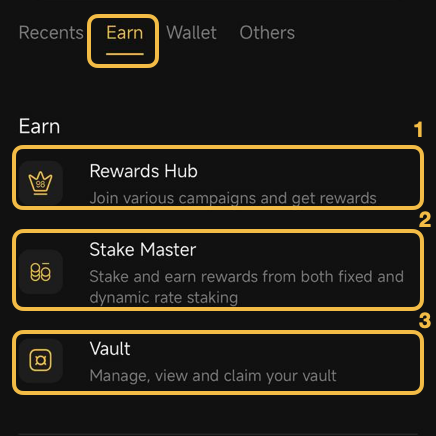 Recents Earn Wallet Others
Earn
1
Rewards Hub
Join various campaigns and get rewards
2
Stake Master
Stake and earn rewards from both fixed and
dynamic rate staking
3
Vault
Manage, view and claim your vault